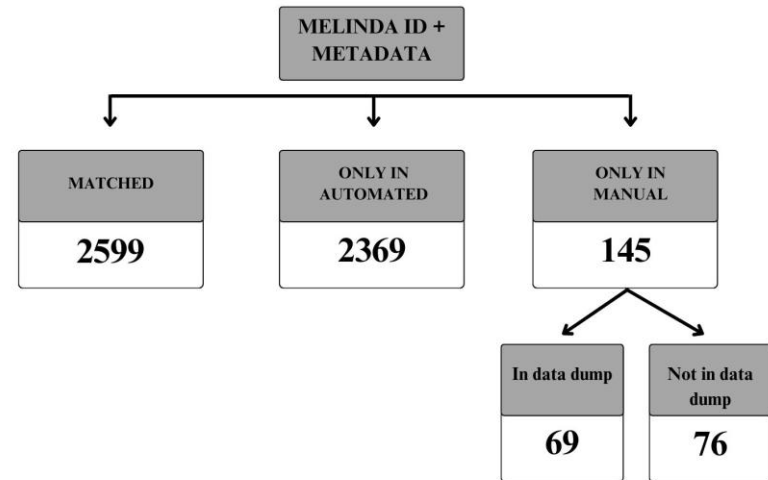 MELINDA ID +
METADATA
MATCHED
ONLY IN
AUTOMATED
ONLY IN
MANUAL
2599
2369
145
In data dump
Not in data
dump
69
76